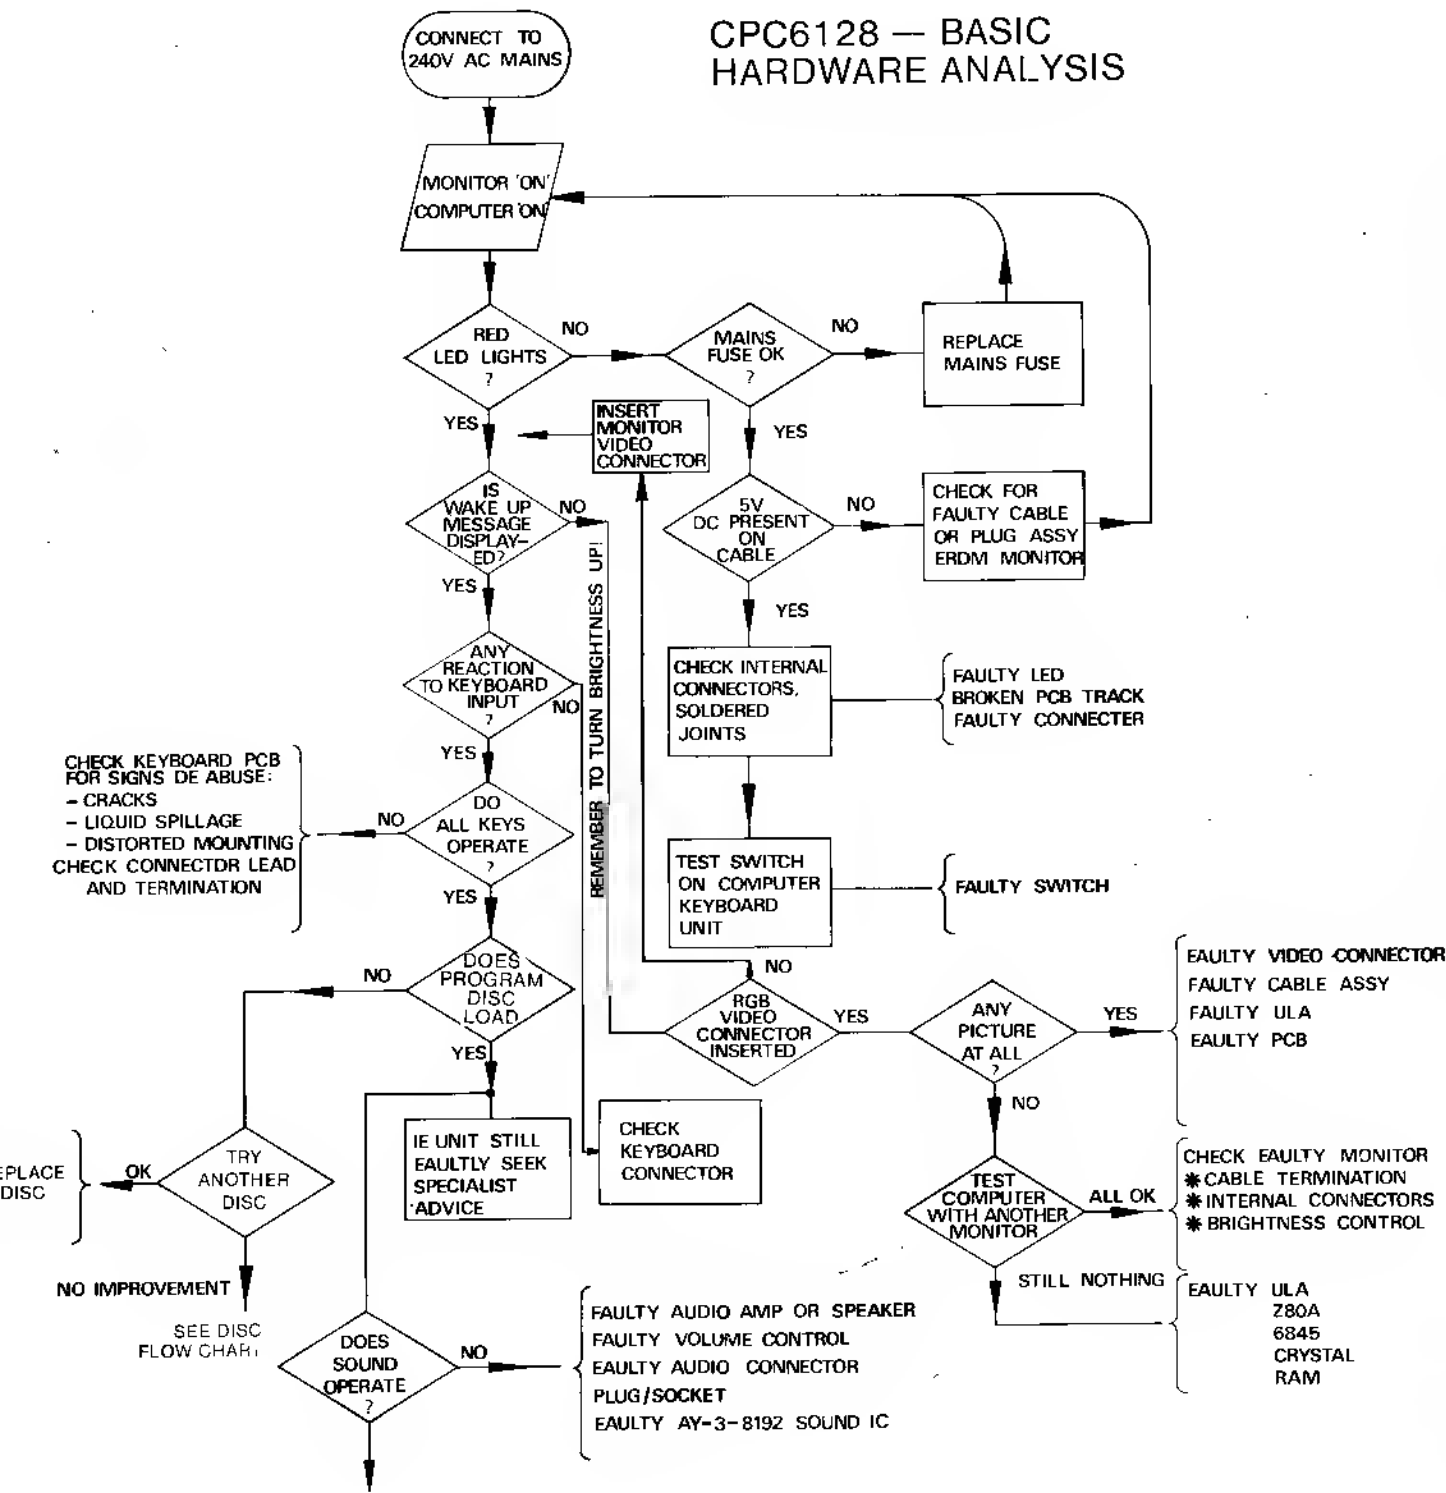 CPC6128 — BASIC
HARDWARE ANALYSIS
CONNECT TO
240V AC MAINS
MONITOR 'ON'
COMPUTER 'ON'
RED
LED LIGHTS
?
NO
YES
MAINS
FUSE OK
?
NO
YES
REPLACE
MAINS FUSE
INSERT
MONITOR
VIDEO
CONNECTOR
IS
WAKE UP
MESSAGE
DISPLAY-
ED?
NO
YES
5V
DC PRESENT
ON
CABLE
NO
YES
CHECK FOR
FAULTY CABLE
OR PLUG ASSY
ERDM MONITOR
REMEMBER TO TURN BRIGHTNESS UP!
ANY
REACTION
TO KEYBOARD
INPUT
?
NO
YES
CHECK INTERNAL
CONNECTORS,
SOLDERED
JOINTS
FAULTY LED
BROKEN PCB TRACK
FAULTY CONNECTER
CHECK KEYBOARD PCB
FOR SIGNS DE ABUSE:
– CRACKS
– LIQUID SPILLAGE
– DISTORTED MOUNTING
CHECK CONNECTDR LEAD
AND TERMINATION
NO
DO
ALL KEYS
OPERATE
?
YES
TEST SWITCH
ON COMPUTER
KEYBOARD
UNIT
FAULTY SWITCH
NO
DOES
PROGRAM
DISC
LOAD
YES
NO
RGB
VIDEO
CONNECTOR
INSERTED
YES
ANY
PICTURE
AT ALL
?
YES
NO
EAULTY VIDEO CONNECTOR
FAULTY CABLE ASSY
FAULTY ULA
EAULTY PCB
IE UNIT STILL
EAULTLY SEEK
SPECIALIST
ADVICE
CHECK
KEYBOARD
CONNECTOR
TRY
ANOTHER
DISC
OK
EPLACE
DISC
NO IMPROVEMENT
SEE DISC
FLOW CHART
TEST
COMPUTER
WITH ANOTHER
MONITOR
ALL OK
CHECK EAULTY MONITOR
✱ CABLE TERMINATION
✱ INTERNAL CONNECTORS
✱ BRIGHTNESS CONTROL
STILL NOTHING
EAULTY ULA
Z80A
6845
CRYSTAL
RAM
DOES
SOUND
OPERATE
?
NO
FAULTY AUDIO AMP OR SPEAKER
FAULTY VOLUME CONTROL
EAULTY AUDIO CONNECTOR
PLUG/SOCKET
EAULTY AY-3-8192 SOUND IC